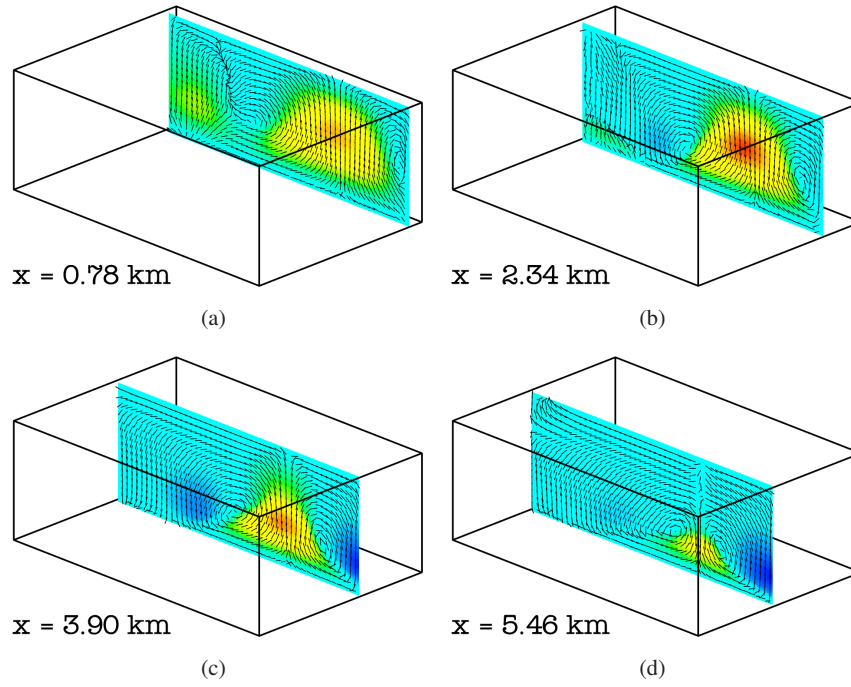 x = 0.78 km
x = 2.34 km
(a)
(b)
x = 3.90 km
x = 5.46 km
(c)
(d)